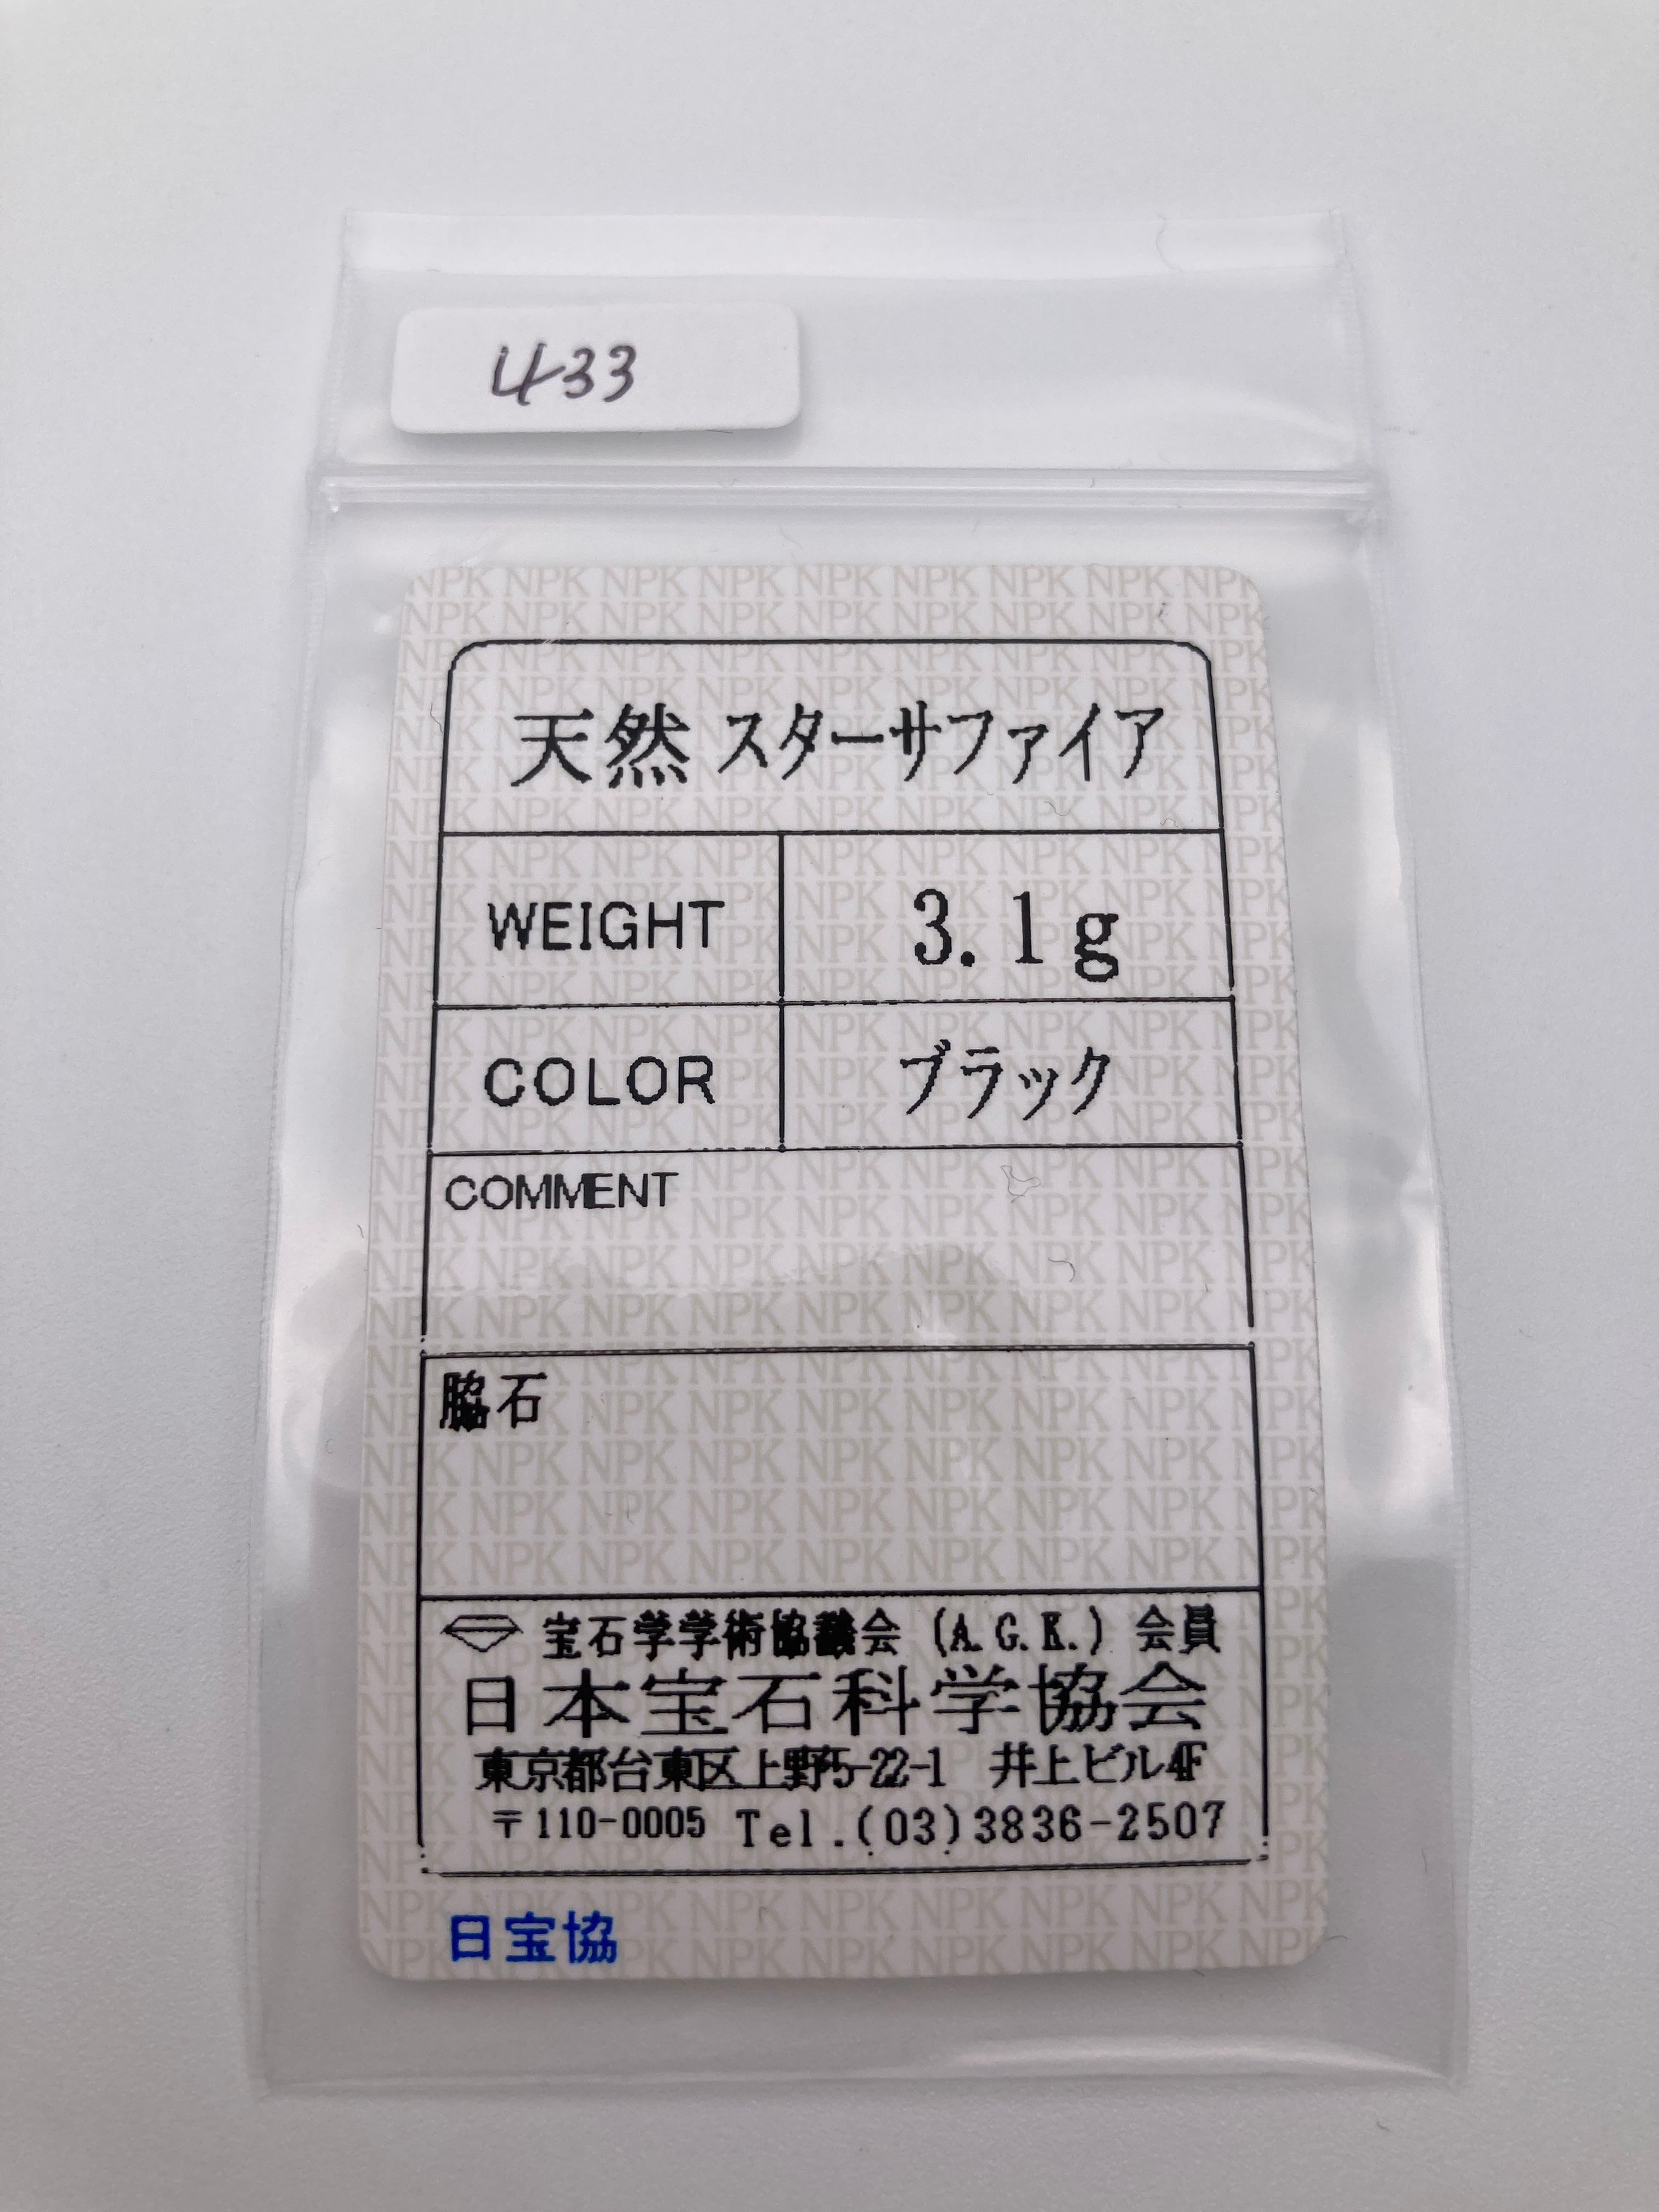 433
天然 スターサファイア
WEIGHT 3.1g
COLOR ブラック
COMMENT
脇石
宝石学学術協議会 (A.G.K.) 会員
日本宝石科学協会
東京都台東区上野5-22-1 井上ビル4F
〒110-0005 Tel.(03)3836-2507
日宝協